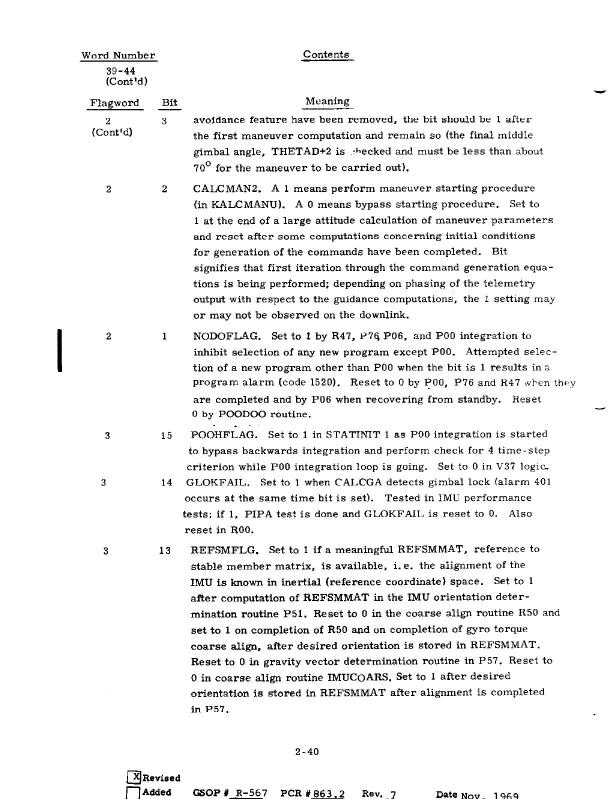 Word Number Contents
39-44
(Cont'd)
Flagword Bit Meaning
2 3 avoidance feature have been removed, the bit should be 1 after
(Cont'd) the first maneuver computation and remain so (the final middle
gimbal angle, THETAD+2 is checked and must be less than about
70° for the maneuver to be carried out).
2 2 CALCMAN2. A 1 means perform maneuver starting procedure
(in KALCMANU). A 0 means bypass starting procedure. Set to
1 at the end of a large attitude calculation of maneuver parameters
and reset after some computations concerning initial conditions
for generation of the commands have been completed. Bit
signifies that first iteration through the command generation equa-
tions is being performed; depending on phasing of the telemetry
output with respect to the guidance computations, the 1 setting may
or may not be observed on the downlink.
2 1 NODOFLAG. Set to 1 by R47, P76, P06, and P00 integration to
inhibit selection of any new program except P00. Attempted selec-
tion of a new program other than P00 when the bit is 1 results in a
program alarm (code 1520). Reset to 0 by P00, P76 and R47 when they
are completed and by P06 when recovering from standby. Reset
0 by POODOO routine.
3 15 POOHFLAG. Set to 1 in STATINIT 1 as P00 integration is started
to bypass backwards integration and perform check for 4 time-step
criterion while P00 integration loop is going. Set to 0 in V37 logic.
3 14 GLOKFAIL. Set to 1 when CALCGA detects gimbal lock (alarm 401
occurs at the same time bit is set). Tested in IMU performance
tests; if 1, PIPA test is done and GLOKFAIL is reset to 0. Also
reset in R00.
3 13 REFSMFLG. Set to 1 if a meaningful REFSMMAT, reference to
stable member matrix, is available, i.e. the alignment of the
IMU is known in inertial (reference coordinate) space. Set to 1
after computation of REFSMMAT in the IMU orientation deter-
mination routine P51. Reset to 0 in the coarse align routine R50 and
set to 1 on completion of R50 and on completion of gyro torque
coarse align, after desired orientation is stored in REFSMMAT.
Reset to 0 in gravity vector determination routine in P57. Reset to
0 in coarse align routine IMUCOARS. Set to 1 after desired
orientation is stored in REFSMMAT after alignment is completed
in P57.
2-40
X Revised
Added GSOP # R-567 PCR # 863.2 Rev. 7 Date Nov. 1969